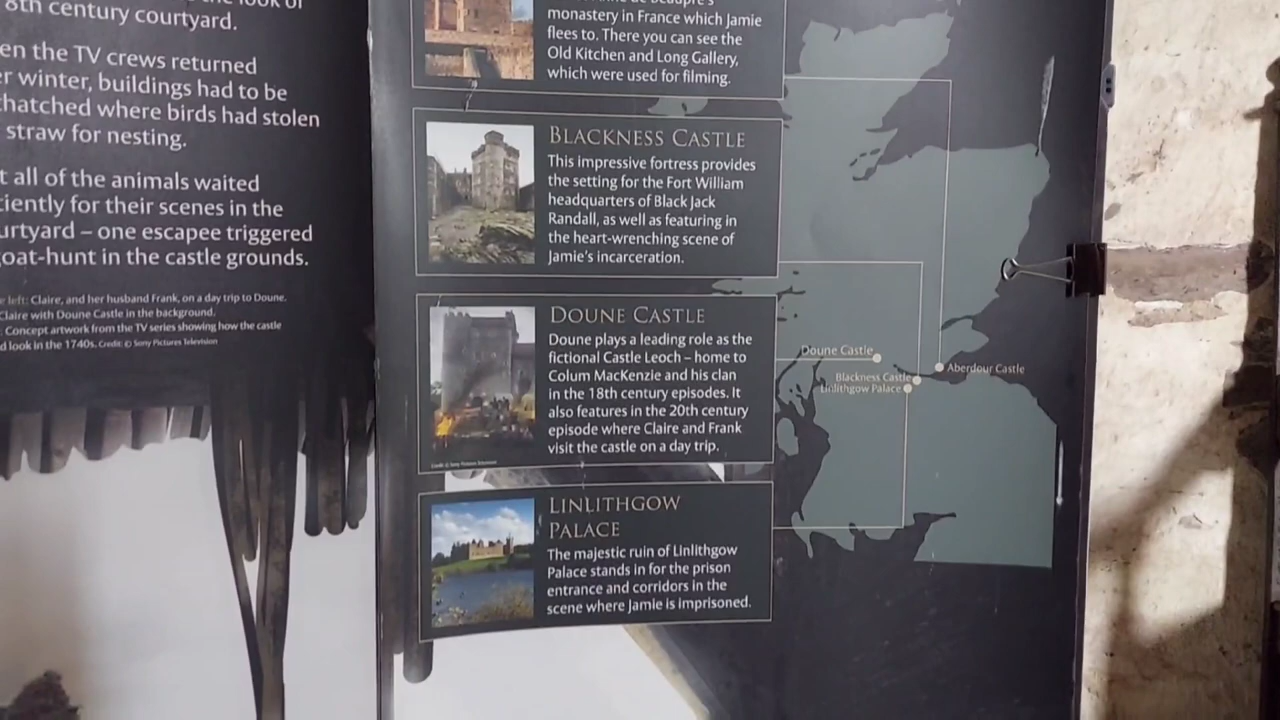 8th century courtyard.
en the TV crews returned
r winter, buildings had to be
thatched where birds had stolen
straw for nesting.
t all of the animals waited
tiently for their scenes in the
urtyard – one escapee triggered
goat-hunt in the castle grounds.
left: Claire, and her husband Frank, on a day trip to Doune.
Claire with Doune Castle in the background.
Concept artwork from the TV series showing how the castle
d look in the 1740s. Credit: © Sony Pictures Television
monastery in France which Jamie
flees to. There you can see the
Old Kitchen and Long Gallery,
which were used for filming.
BLACKNESS CASTLE
This impressive fortress provides
the setting for the Fort William
headquarters of Black Jack
Randall, as well as featuring in
the heart-wrenching scene of
Jamie's incarceration.
DOUNE CASTLE
Doune plays a leading role as the
fictional Castle Leoch – home to
Colum MacKenzie and his clan
in the 18th century episodes. It
also features in the 20th century
episode where Claire and Frank
visit the castle on a day trip.
Credit: © Sony Pictures Television
LINLITHGOW
PALACE
The majestic ruin of Linlithgow
Palace stands in for the prison
entrance and corridors in the
scene where Jamie is imprisoned.
Doune Castle
Blackness Castle
Linlithgow Palace
Aberdour Castle